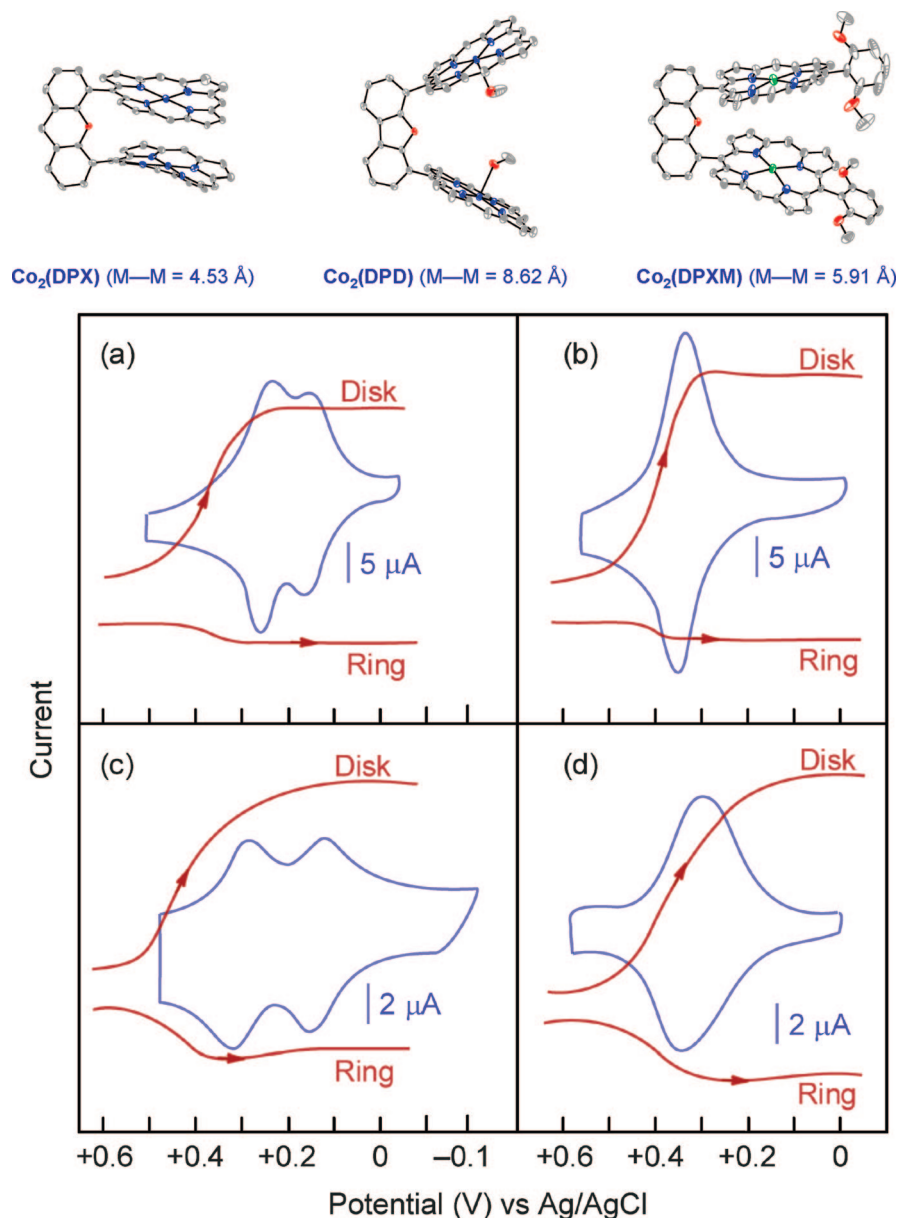 Co₂(DPX) (M—M = 4.53 Å)
Co₂(DPD) (M—M = 8.62 Å)
Co₂(DPXM) (M—M = 5.91 Å)
(a)
Disk
5 μA
Ring
(b)
Disk
5 μA
Ring
Current
(c)
Disk
2 μA
Ring
(d)
Disk
2 μA
Ring
+0.6 +0.4 +0.2 0 –0.1 +0.6 +0.4 +0.2 0
Potential (V) vs Ag/AgCl